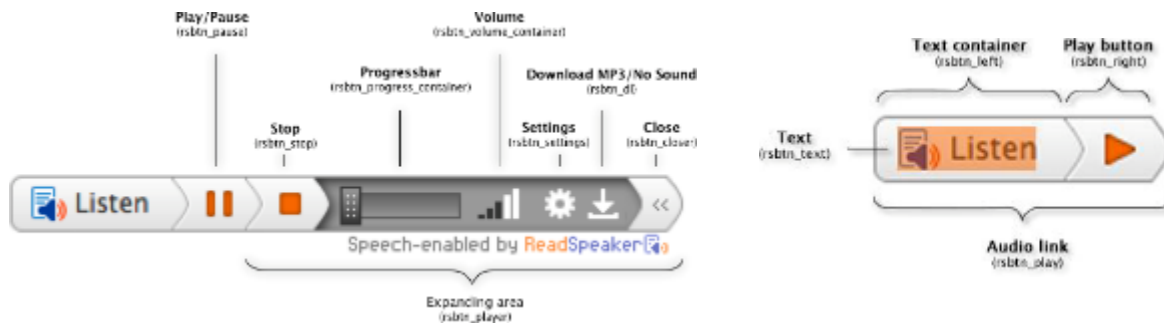 Play/Pause
(rsbtn_pause)
Volume
(rsbtn_volume_container)
Progressbar
(rsbtn_progress_container)
Download MP3/No Sound
(rsbtn_dl)
Stop
(rsbtn_stop)
Settings
(rsbtn_settings)
Close
(rsbtn_closer)
Listen
Speech-enabled by ReadSpeaker
Expanding area
(rsbtn_player)
Text container
(rsbtn_left)
Play button
(rsbtn_right)
Text
(rsbtn_text)
Listen
Audio link
(rsbtn_play)